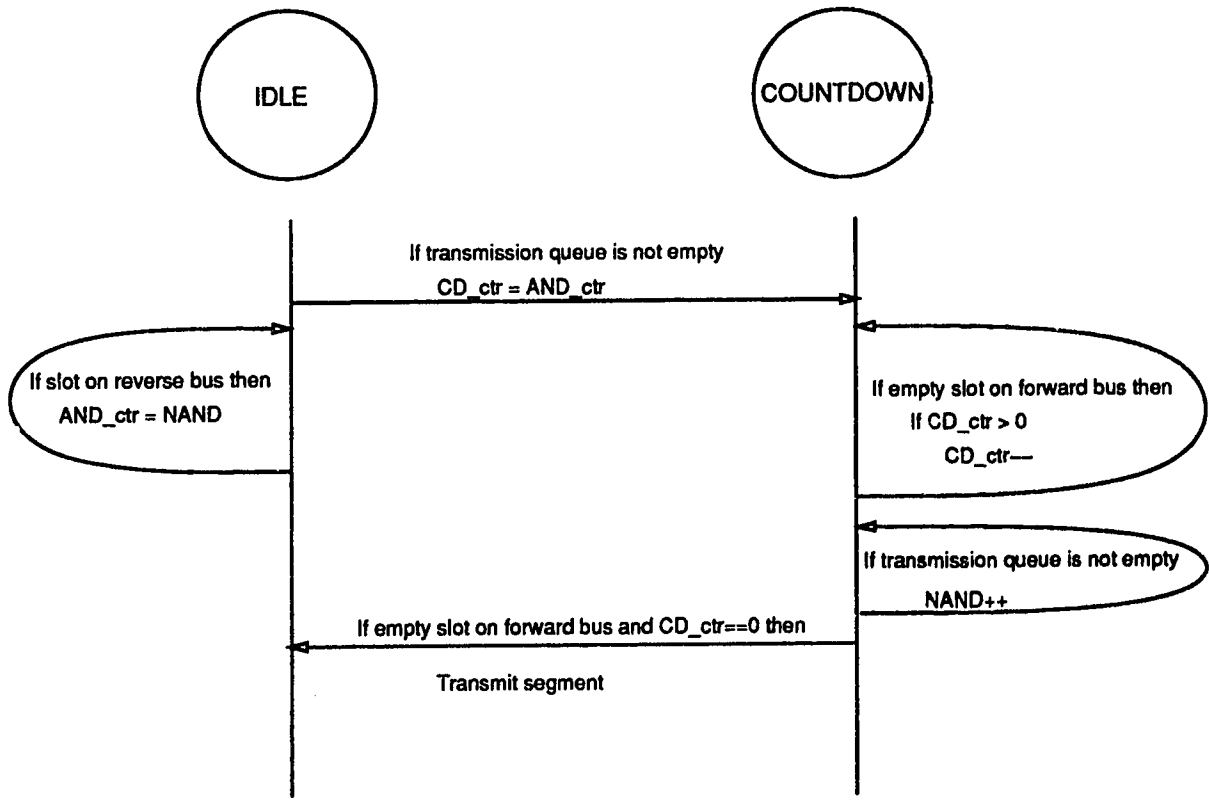 IDLE
COUNTDOWN
If transmission queue is not empty
CD_ctr = AND_ctr
If slot on reverse bus then
AND_ctr = NAND
If empty slot on forward bus then
If CD_ctr > 0
CD_ctr—
If transmission queue is not empty
NAND++
If empty slot on forward bus and CD_ctr==0 then
Transmit segment